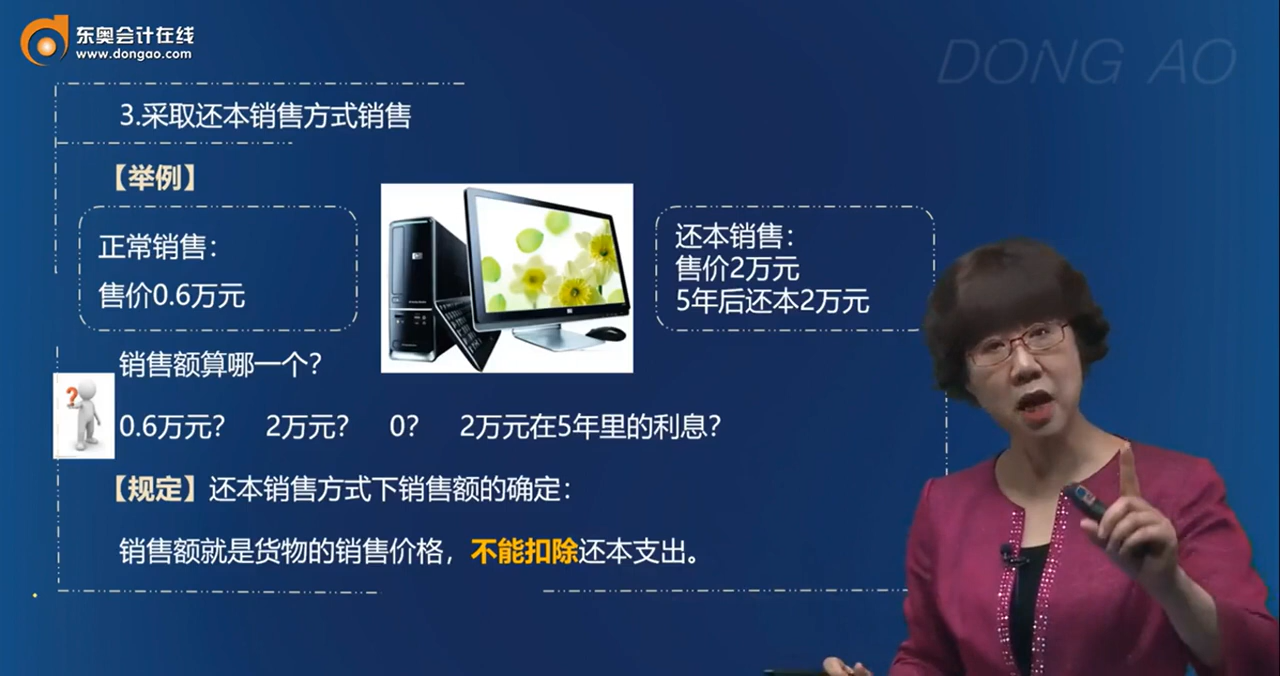 东奥会计在线
www.dongao.com
DONG AO
3.采取还本销售方式销售
【举例】
正常销售：
售价0.6万元
还本销售：
售价2万元
5年后还本2万元
销售额算哪一个？
0.6万元？ 2万元？ 0？ 2万元在5年里的利息？
【规定】还本销售方式下销售额的确定：
销售额就是货物的销售价格，不能扣除还本支出。